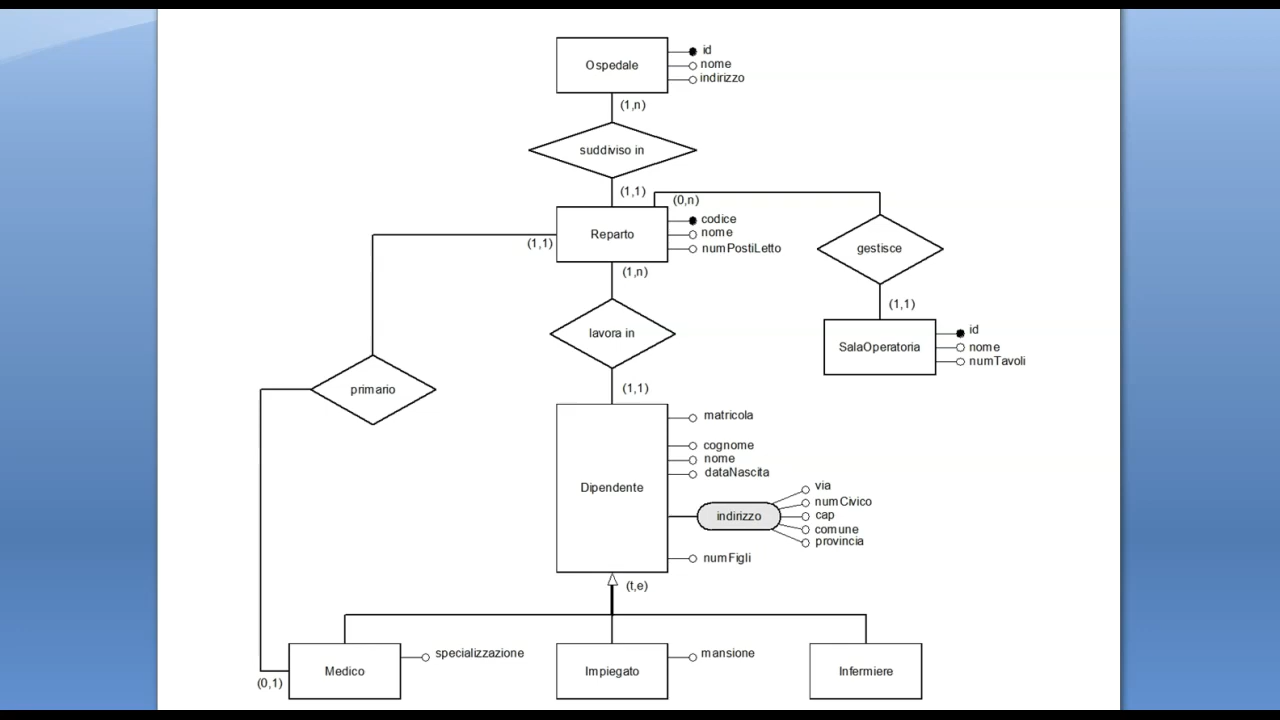 Ospedale
id
nome
indirizzo
(1,n)
suddiviso in
(1,1)
(0,n)
Reparto
codice
nome
numPostiLetto
(1,1)
(1,n)
gestisce
(1,1)
lavora in
SalaOperatoria
id
nome
numTavoli
primario
(1,1)
Dipendente
matricola
cognome
nome
dataNascita
indirizzo
via
numCivico
cap
comune
provincia
numFigli
(t,e)
Medico
specializzazione
(0,1)
Impiegato
mansione
Infermiere